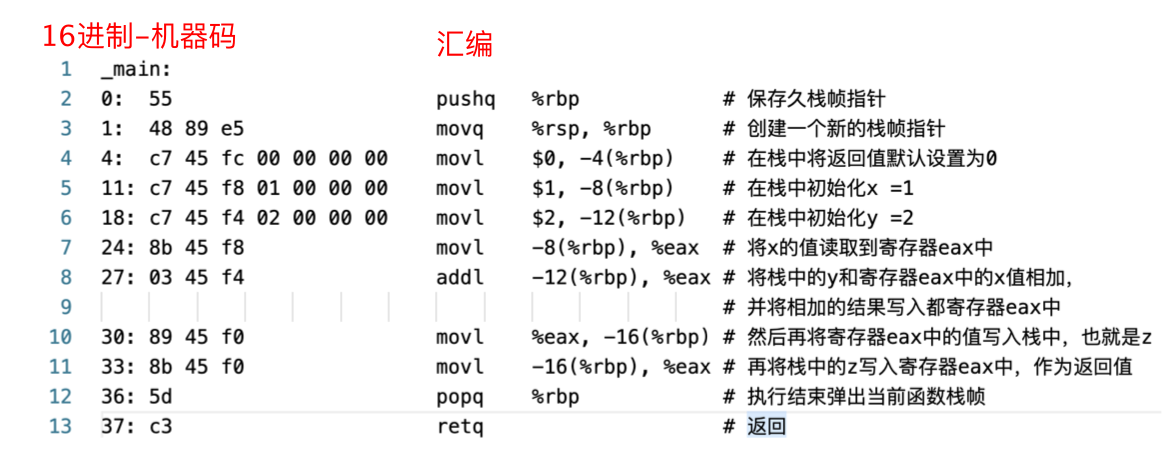 16进制-机器码 汇编
1 _main:
2 0: 55 pushq %rbp # 保存久栈帧指针
3 1: 48 89 e5 movq %rsp, %rbp # 创建一个新的栈帧指针
4 4: c7 45 fc 00 00 00 00 movl $0, -4(%rbp) # 在栈中将返回值默认设置为0
5 11: c7 45 f8 01 00 00 00 movl $1, -8(%rbp) # 在栈中初始化x =1
6 18: c7 45 f4 02 00 00 00 movl $2, -12(%rbp) # 在栈中初始化y =2
7 24: 8b 45 f8 movl -8(%rbp), %eax # 将x的值读取到寄存器eax中
8 27: 03 45 f4 addl -12(%rbp), %eax # 将栈中的y和寄存器eax中的x值相加，
9 # 并将相加的结果写入都寄存器eax中
10 30: 89 45 f0 movl %eax, -16(%rbp) # 然后再将寄存器eax中的值写入栈中，也就是z
11 33: 8b 45 f0 movl -16(%rbp), %eax # 再将栈中的z写入寄存器eax中，作为返回值
12 36: 5d popq %rbp # 执行结束弹出当前函数栈帧
13 37: c3 retq # 返回